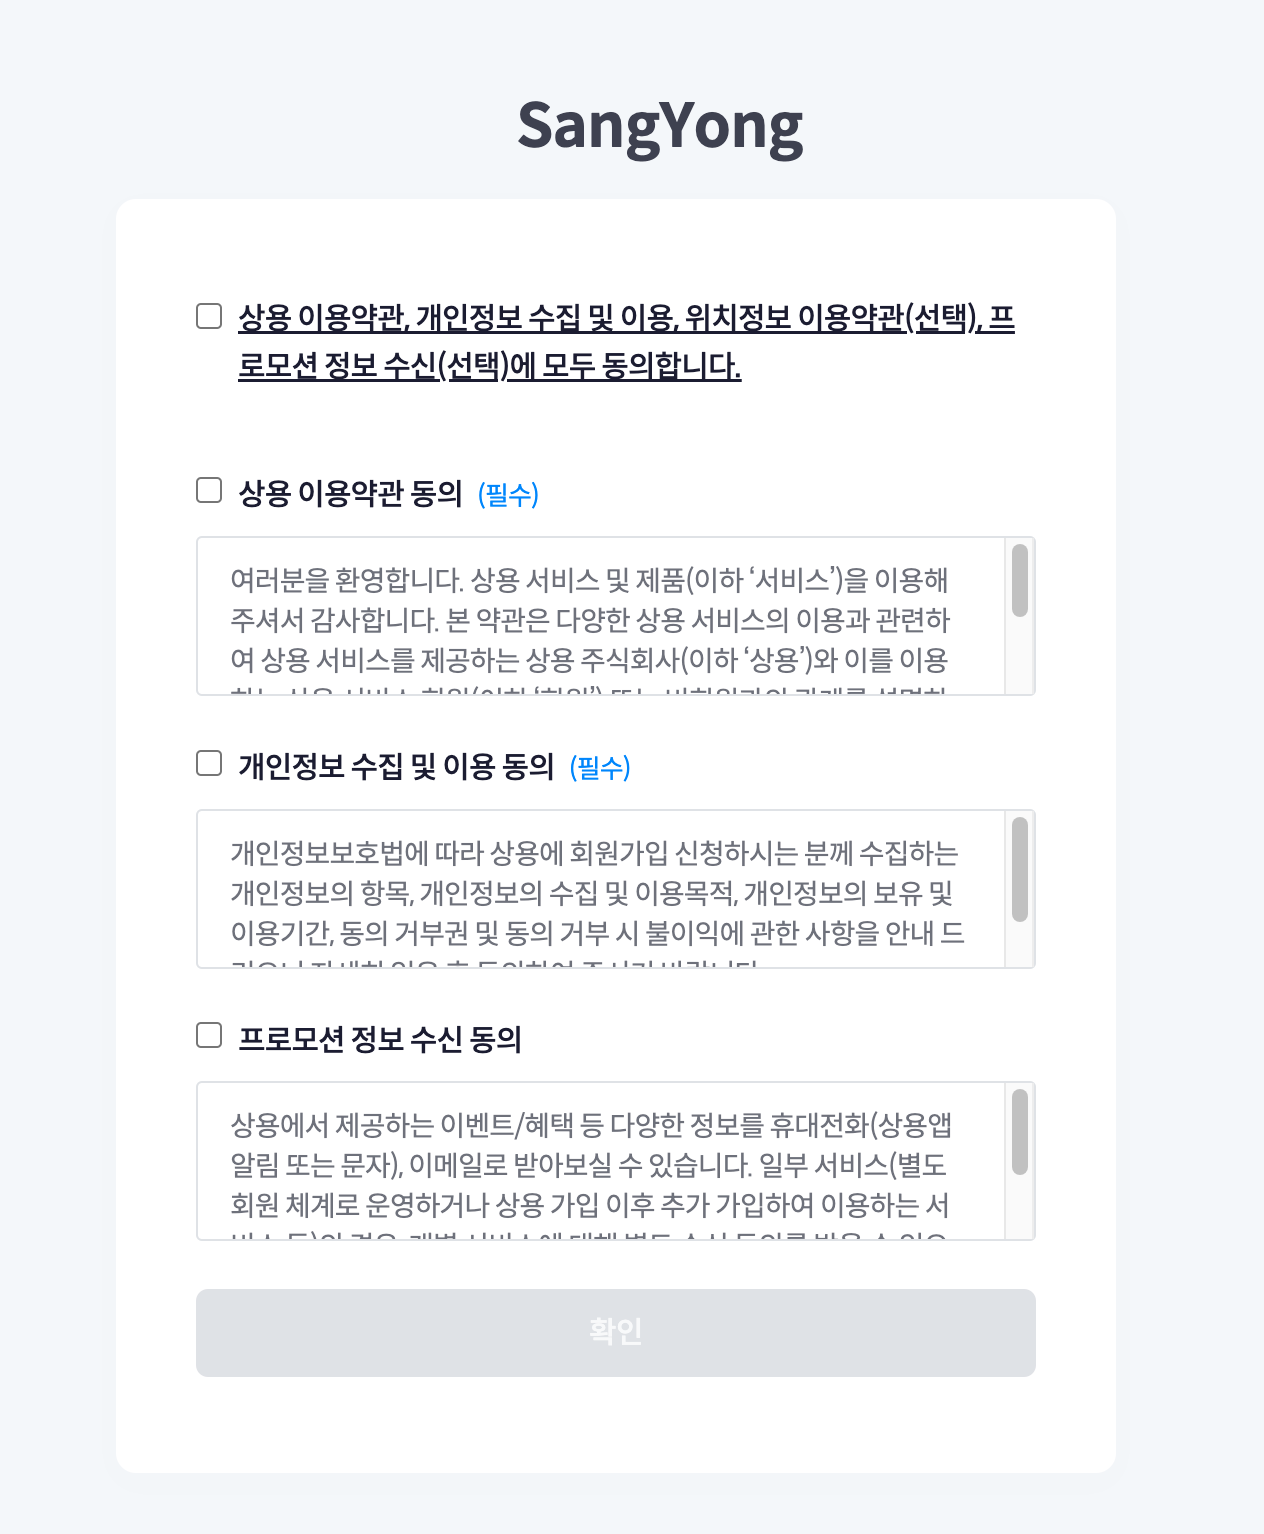 SangYong
상용 이용약관, 개인정보 수집 및 이용, 위치정보 이용약관(선택), 프
로모션 정보 수신(선택)에 모두 동의합니다.
상용 이용약관 동의 (필수)
여러분을 환영합니다. 상용 서비스 및 제품(이하 ‘서비스’)을 이용해
주셔서 감사합니다. 본 약관은 다양한 상용 서비스의 이용과 관련하
여 상용 서비스를 제공하는 상용 주식회사(이하 ‘상용’)와 이를 이용
개인정보 수집 및 이용 동의 (필수)
개인정보보호법에 따라 상용에 회원가입 신청하시는 분께 수집하는
개인정보의 항목, 개인정보의 수집 및 이용목적, 개인정보의 보유 및
이용기간, 동의 거부권 및 동의 거부 시 불이익에 관한 사항을 안내 드
프로모션 정보 수신 동의
상용에서 제공하는 이벤트/혜택 등 다양한 정보를 휴대전화(상용앱
알림 또는 문자), 이메일로 받아보실 수 있습니다. 일부 서비스(별도
회원 체계로 운영하거나 상용 가입 이후 추가 가입하여 이용하는 서
확인